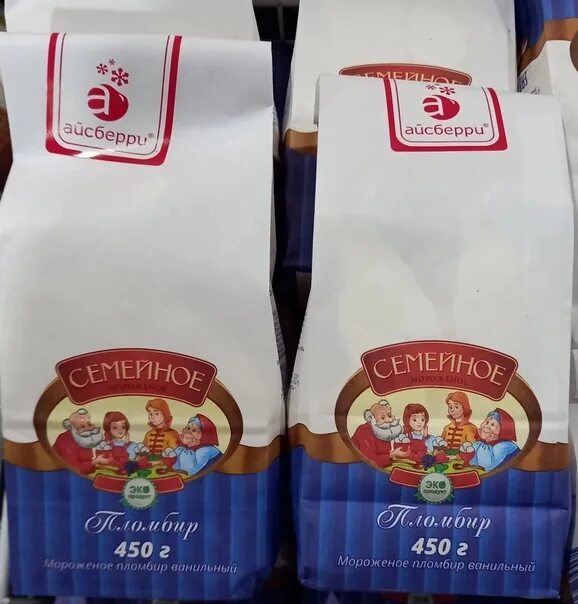 айсберри®
СЕМЕЙНОЕ
МОРОЖЕНОЕ
ЭКО
продукт
Пломбир
450 г
Мороженое пломбир ванильный
СЕМЕЙНОЕ
айсберри®
СЕМЕЙНОЕ
МОРОЖЕНОЕ
ЭКО
продукт
Пломбир
450 г
Мороженое пломбир ванильный